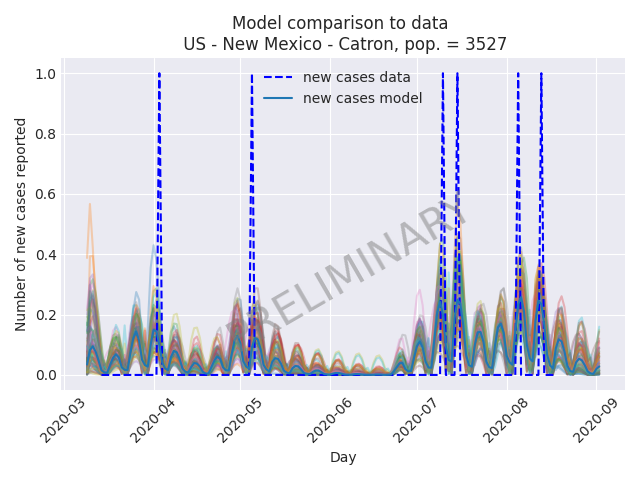 Model comparison to data
US - New Mexico - Catron, pop. = 3527
new cases data
new cases model
Number of new cases reported
1.0
0.8
0.6
0.4
0.2
0.0
PRELIMINARY
2020-03
2020-04
2020-05
2020-06
2020-07
2020-08
2020-09
Day